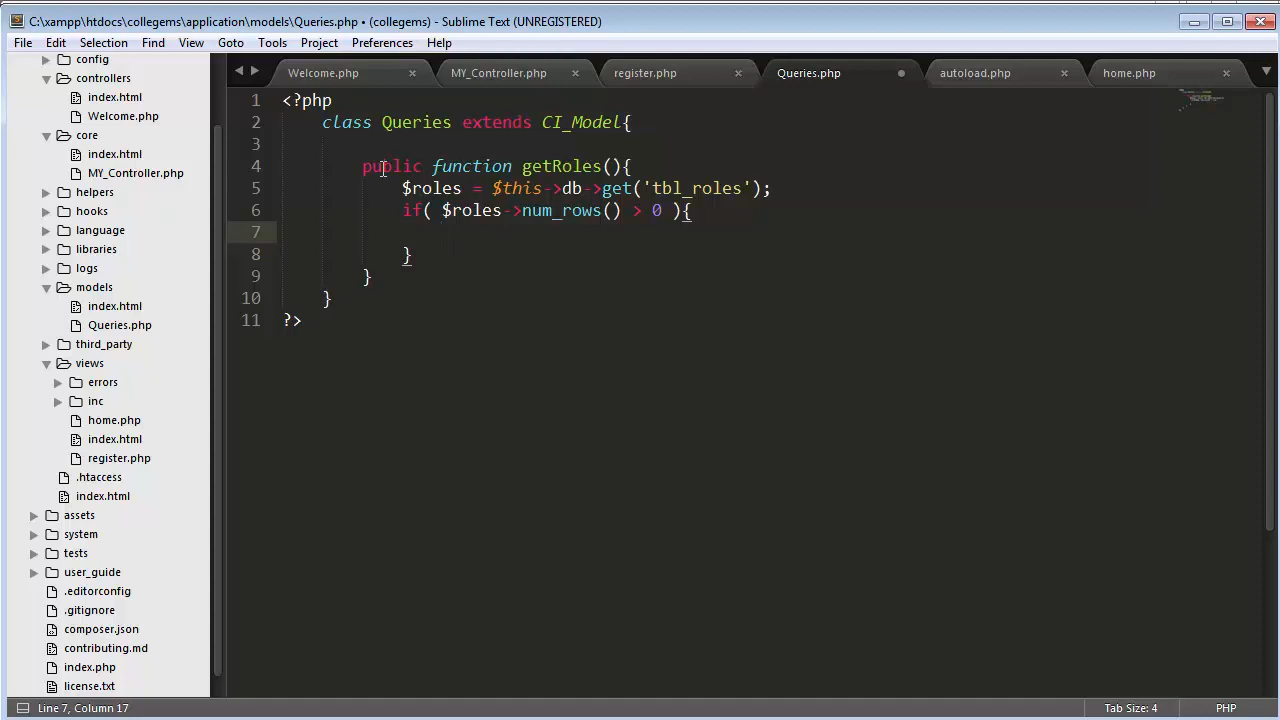 C:\xampp\htdocs\collegems\application\models\Queries.php • (collegems) - Sublime Text (UNREGISTERED)
File Edit Selection Find View Goto Tools Project Preferences Help
config
controllers
index.html
Welcome.php
core
index.html
MY_Controller.php
helpers
hooks
language
libraries
logs
models
index.html
Queries.php
third_party
views
errors
inc
home.php
index.html
register.php
.htaccess
index.html
assets
system
tests
user_guide
.editorconfig
.gitignore
composer.json
contributing.md
index.php
license.txt
Welcome.php MY_Controller.php register.php Queries.php autoload.php home.php
1 <?php
2 class Queries extends CI_Model{
3
4 public function getRoles(){
5 $roles = $this->db->get('tbl_roles');
6 if( $roles->num_rows() > 0 ){
7
8 }
9 }
10 }
11 ?>
Line 7, Column 17 Tab Size: 4 PHP